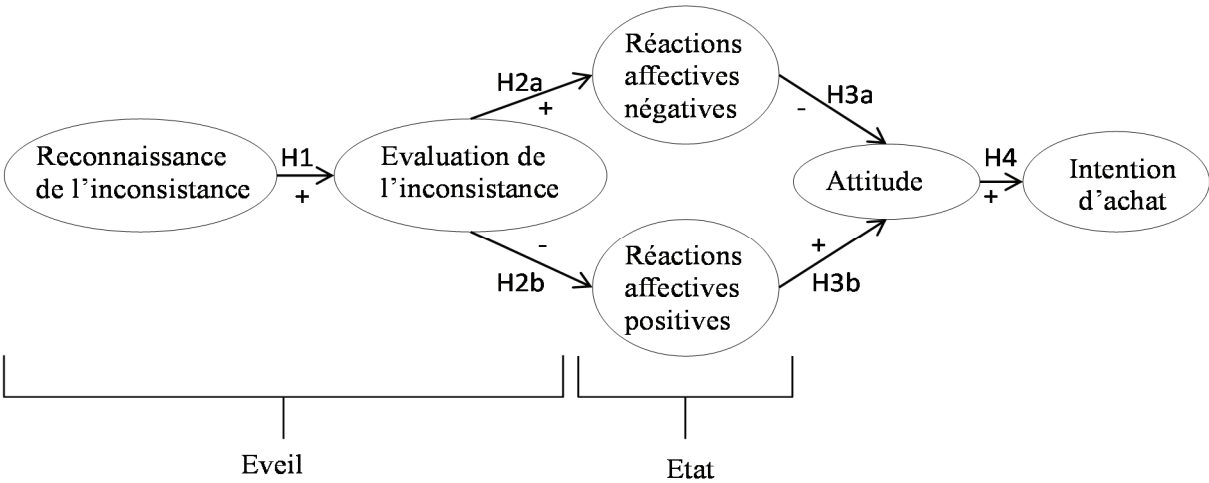 Reconnaissance
de l’inconsistance
H1
+
Evaluation de
l’inconsistance
H2a
+
Réactions
affectives
négatives
H3a
-
-
H2b
Réactions
affectives
positives
+
H3b
Attitude
H4
+
Intention
d’achat
Eveil
Etat